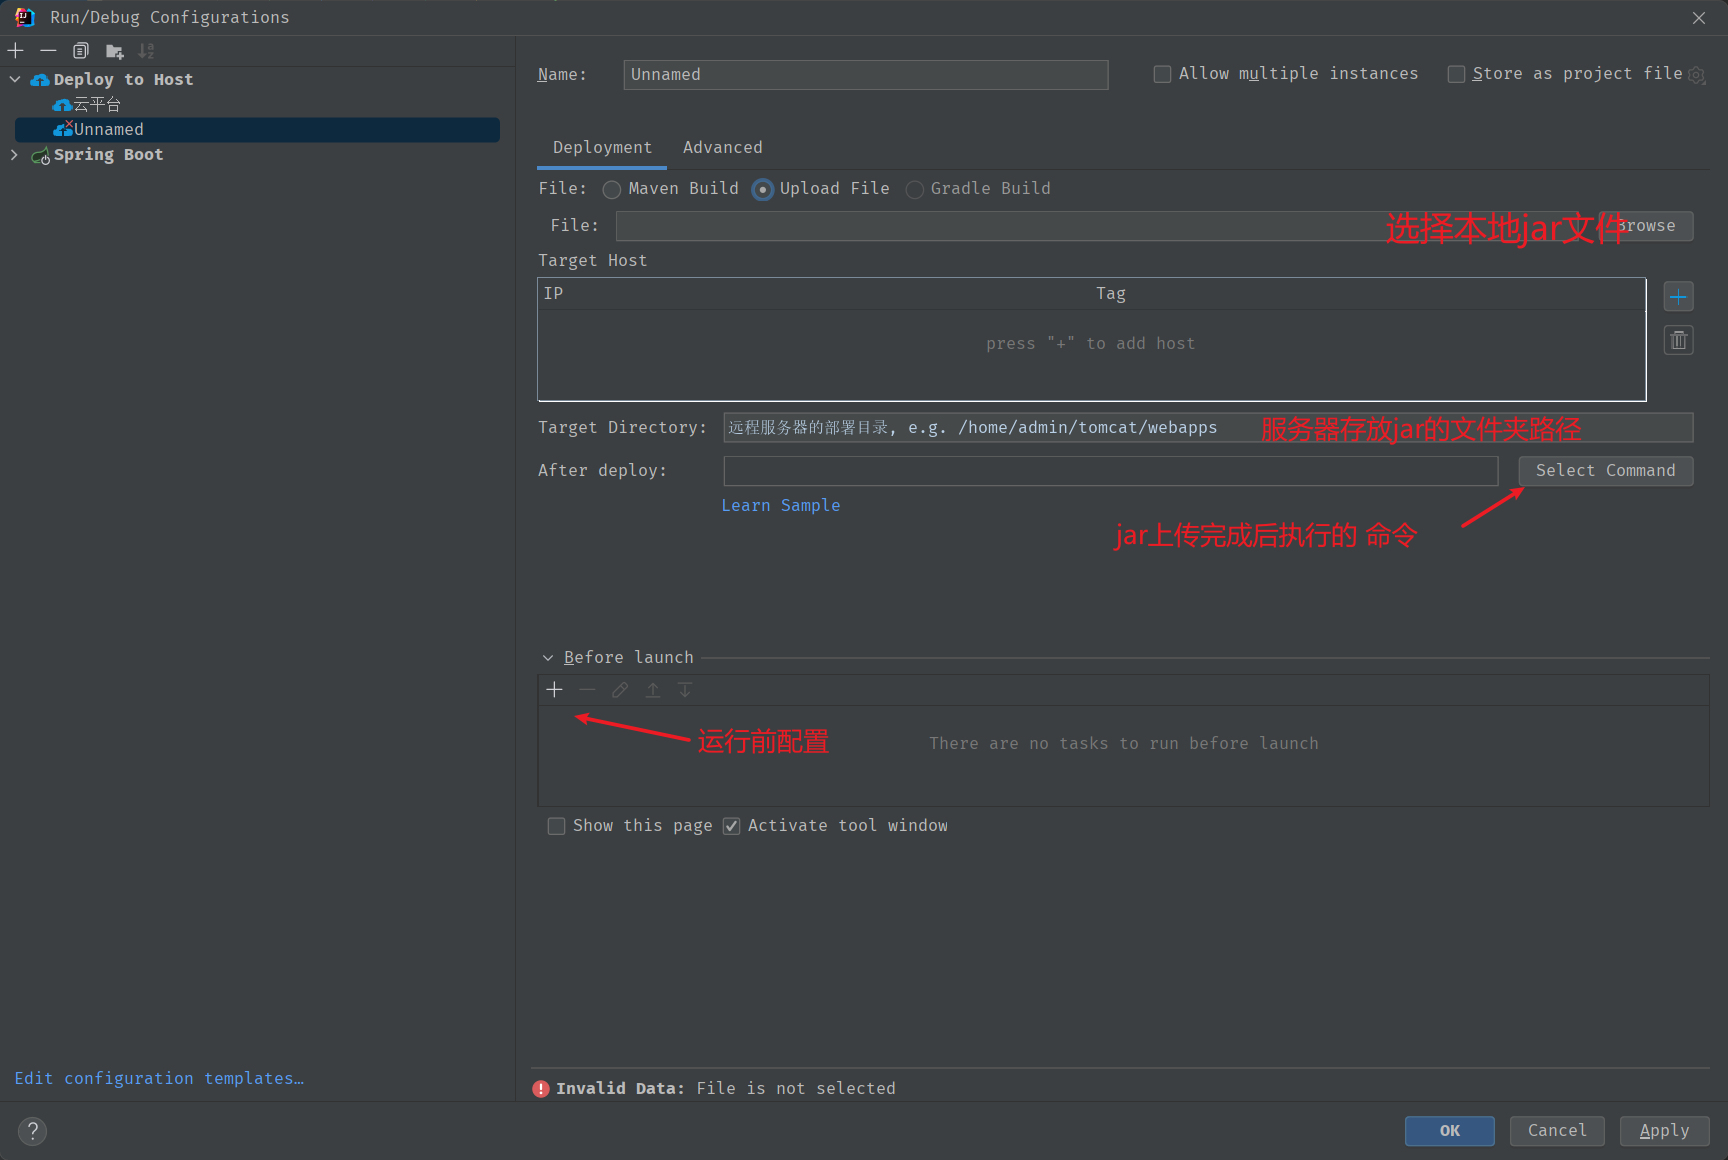 Run/Debug Configurations
Deploy to Host
云平台
Unnamed
Spring Boot
Name: Unnamed
Allow multiple instances
Store as project file
Deployment Advanced
File: Maven Build Upload File Gradle Build
File: 选择本地jar文件 Browse
Target Host
IP Tag
press "+" to add host
Target Directory: 远程服务器的部署目录, e.g. /home/admin/tomcat/webapps 服务器存放jar的文件夹路径
After deploy: Select Command
Learn Sample
jar上传完成后执行的 命令
Before launch
运行前配置
There are no tasks to run before launch
Show this page Activate tool window
Edit configuration templates…
Invalid Data: File is not selected
?
OK Cancel Apply